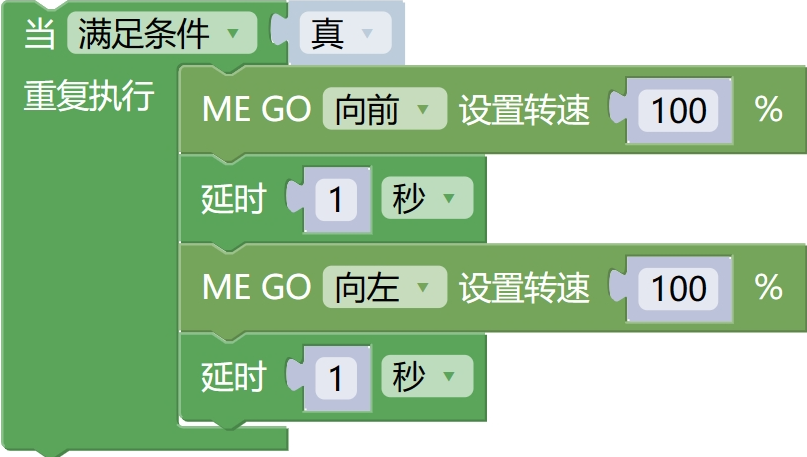 当 满足条件 真
重复执行
ME GO 向前 设置转速 100 %
延时 1 秒
ME GO 向左 设置转速 100 %
延时 1 秒